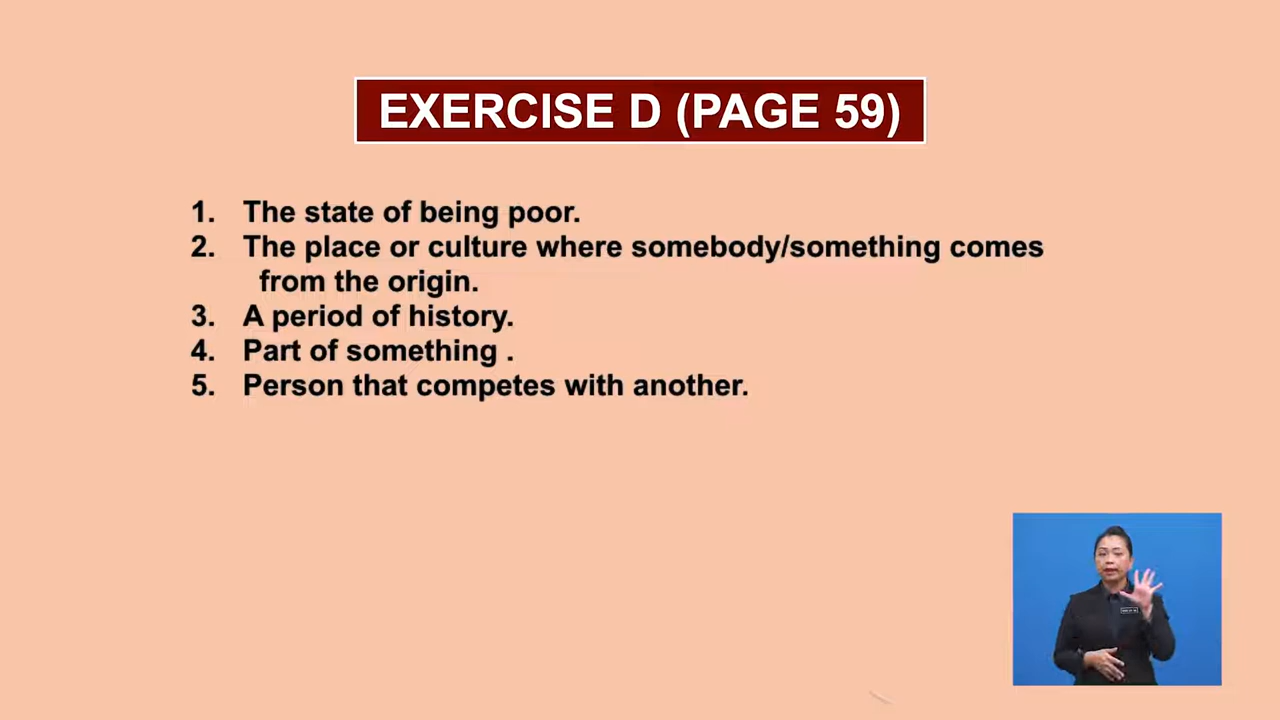 EXERCISE D (PAGE 59)
1. The state of being poor.
2. The place or culture where somebody/something comes
from the origin.
3. A period of history.
4. Part of something .
5. Person that competes with another.